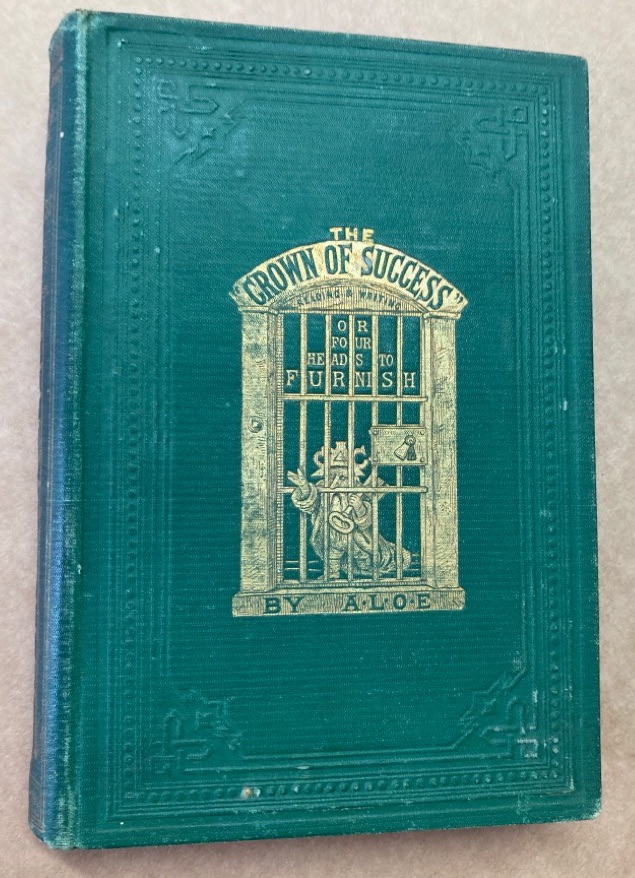 THE
"CROWN OF SUCCESS"
READING & WRITING
OR
FOUR
HEADS TO
FURNISH
BY A·L·O·E